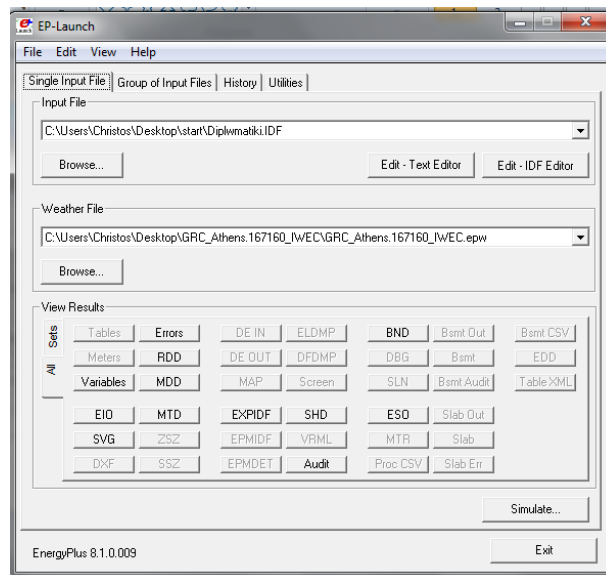 EP-Launch
File Edit View Help
Single Input File Group of Input Files History Utilities
Input File
C:\Users\Christos\Desktop\start\Diplwmatiki.IDF
Browse... Edit - Text Editor Edit - IDF Editor
Weather File
C:\Users\Christos\Desktop\GRC_Athens.167160_IWEC\GRC_Athens.167160_IWEC.epw
Browse...
View Results
Sets
All
Tables Errors DE IN ELDMP BND Bsmt Out Bsmt CSV
Meters RDD DE OUT DFDMP DBG Bsmt EDD
Variables MDD MAP Screen SLN Bsmt Audit Table XML
EIO MTD EXPIDF SHD ESO Slab Out
SVG ZSZ EPMIDF VRML MTR Slab
DXF SSZ EPMDET Audit Proc CSV Slab Err
Simulate...
EnergyPlus 8.1.0.009 Exit